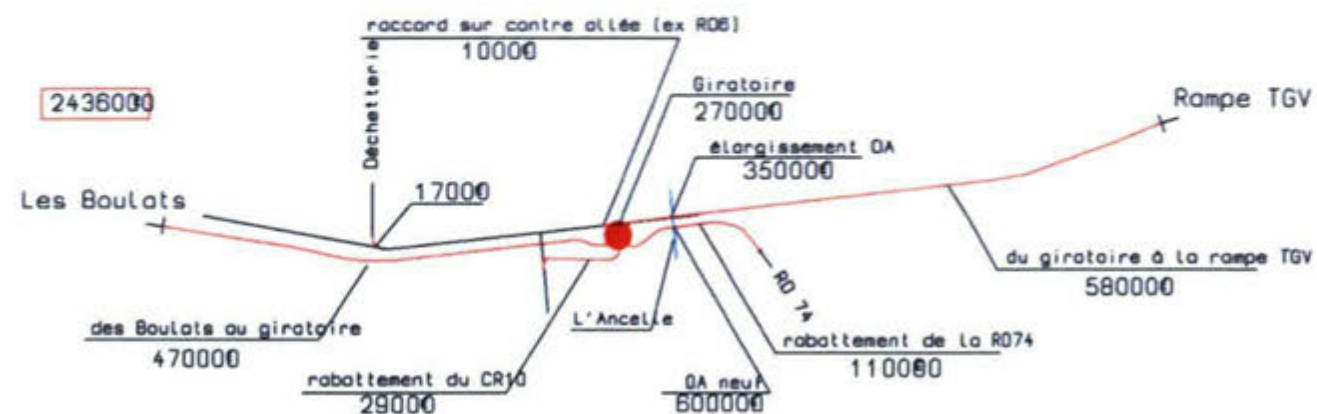 raccord sur contre allée (ex RD6)
10000€
2436000€
Déchetterie
Giratoire
270000€
Rampe TGV
élargissement OA
350000€
17000€
Les Boulats
du giratoire à la rampe TGV
580000€
RD 74
L'Ancelle
des Boulats au giratoire
470000€
rabattement de la RD74
110000€
rabattement du CR10
29000€
OA neuf
600000€